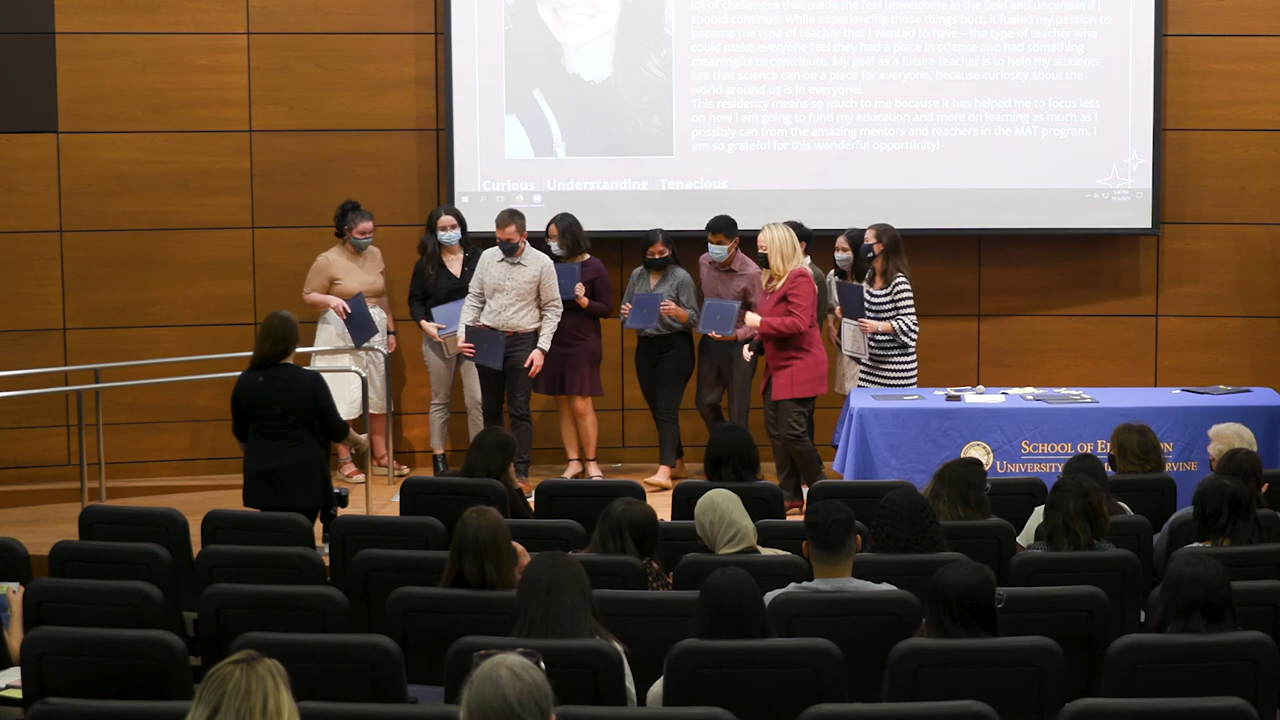 lot of challenges that made me feel unwelcome in the field and uncertain if I
should continue. While experiencing those things hurt, it fueled my passion to
become the type of teacher that I wanted to have – the type of teacher who
could make everyone feel they had a place in science and had something
meaningful to contribute. My goal as a future teacher is to help my students
see that science can be a place for everyone, because curiosity about the
world around us is in everyone!
This residency means so much to me because it has helped me to focus less
on how I am going to fund my education and more on learning as much as I
possibly can from the amazing mentors and teachers in the MAT program. I
am so grateful for this wonderful opportunity!
Curious Understanding Tenacious
SCHOOL OF
UNIVERSITY